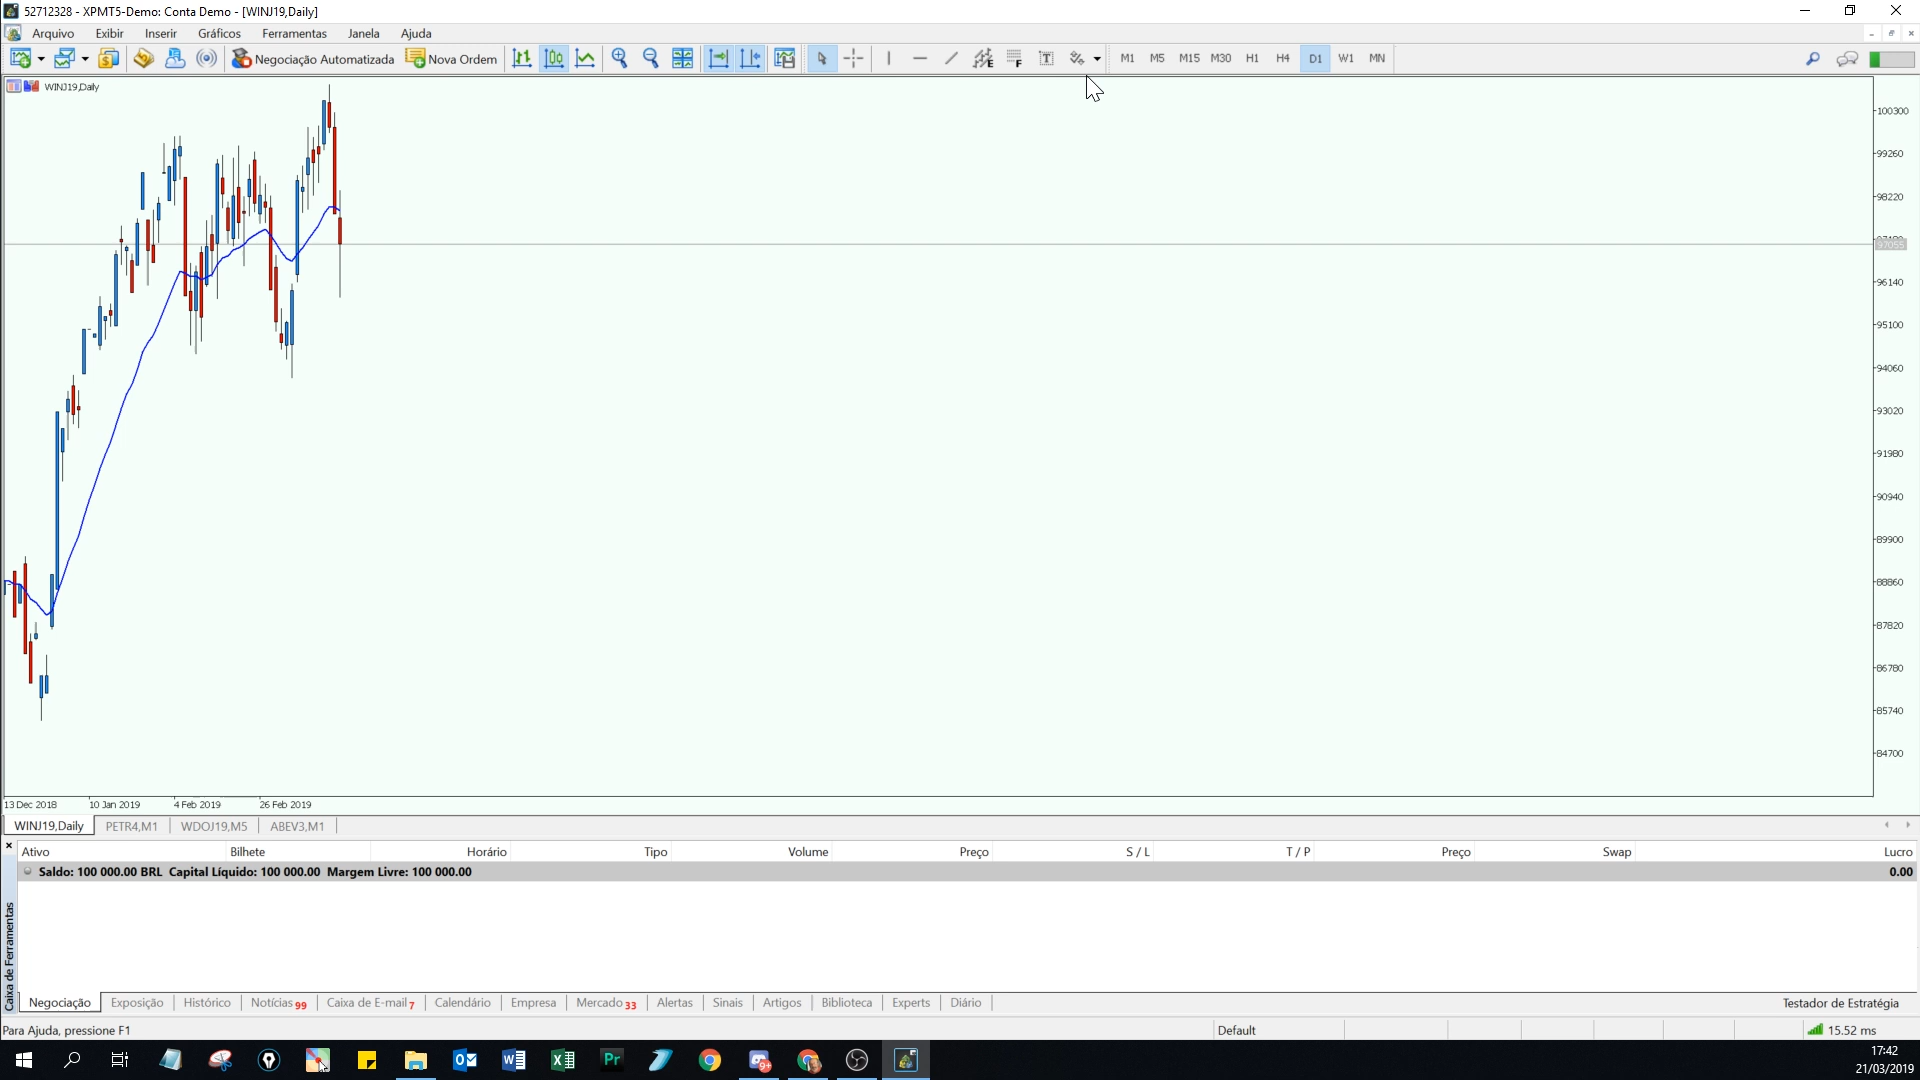 52712328 - XPMT5-Demo: Conta Demo - [WINJ19,Daily]
Arquivo Exibir Inserir Gráficos Ferramentas Janela Ajuda
Negociação Automatizada Nova Ordem E F T M1 M5 M15 M30 H1 H4 D1 W1 MN
WINJ19,Daily
100300
99260
98220
97055
96140
95100
94060
93020
91980
90940
89900
88860
87820
86780
85740
84700
13 Dec 2018 10 Jan 2019 4 Feb 2019 26 Feb 2019
WINJ19,Daily PETR4,M1 WDOJ19,M5 ABEV3,M1
Ativo Bilhete Horário Tipo Volume Preço S / L T / P Preço Swap Lucro
Saldo: 100 000.00 BRL Capital Líquido: 100 000.00 Margem Livre: 100 000.00 0.00
Caixa de Ferramentas
Negociação Exposição Histórico Notícias 99 Caixa de E-mail 7 Calendário Empresa Mercado 33 Alertas Sinais Artigos Biblioteca Experts Diário Testador de Estratégia
Para Ajuda, pressione F1 Default 15.52 ms
Pr 9+
17:42
21/03/2019